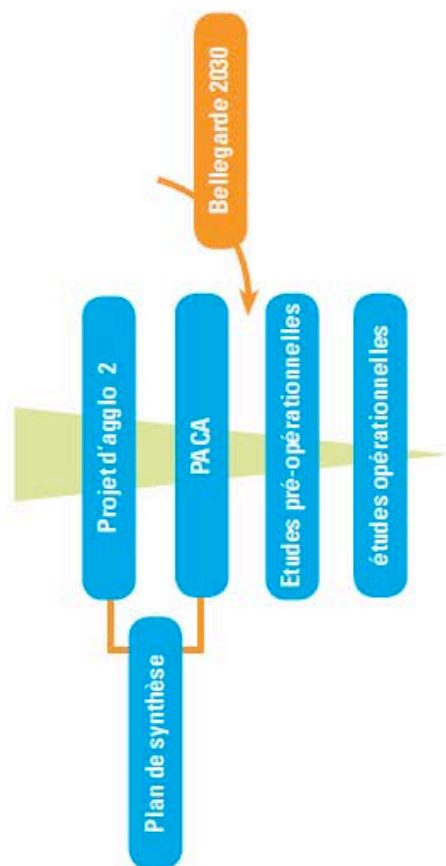 Bellegarde 2030
Projet d'agglo 2
PACA
Etudes pré-opérationnelles
études opérationnelles
Plan de synthèse